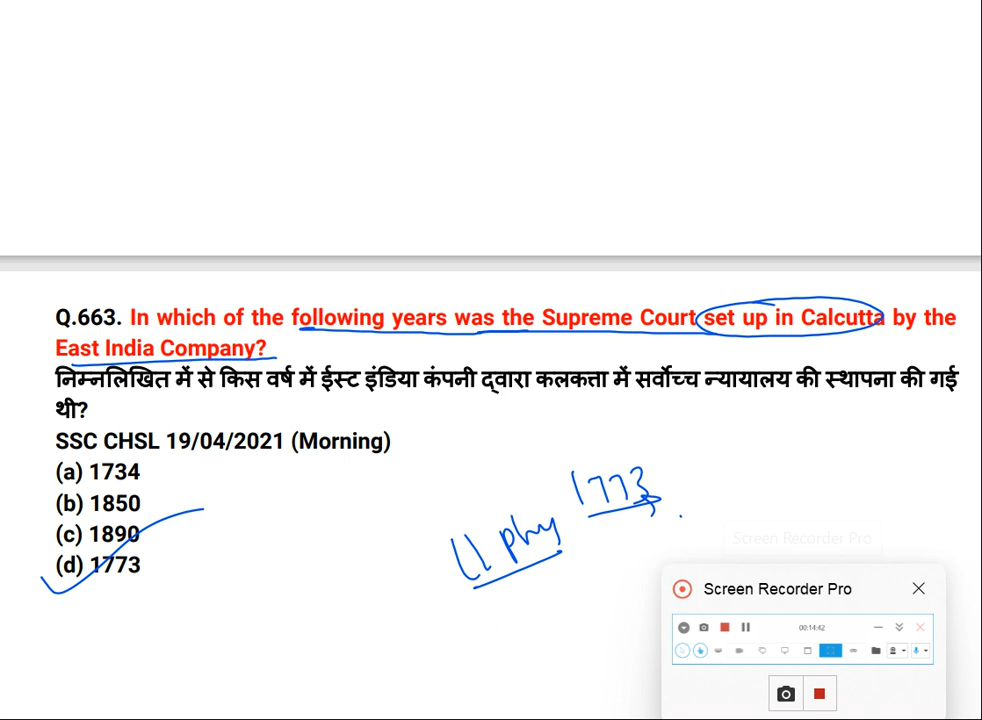 Q.663. In which of the following years was the Supreme Court set up in Calcutta by the
East India Company?
निम्नलिखित में से किस वर्ष में ईस्ट इंडिया कंपनी द्वारा कलकत्ता में सर्वोच्च न्यायालय की स्थापना की गई
थी?
SSC CHSL 19/04/2021 (Morning)
(a) 1734
(b) 1850
(c) 1890
(d) 1773
1773
Screen Recorder Pro
Screen Recorder Pro
00:14:42